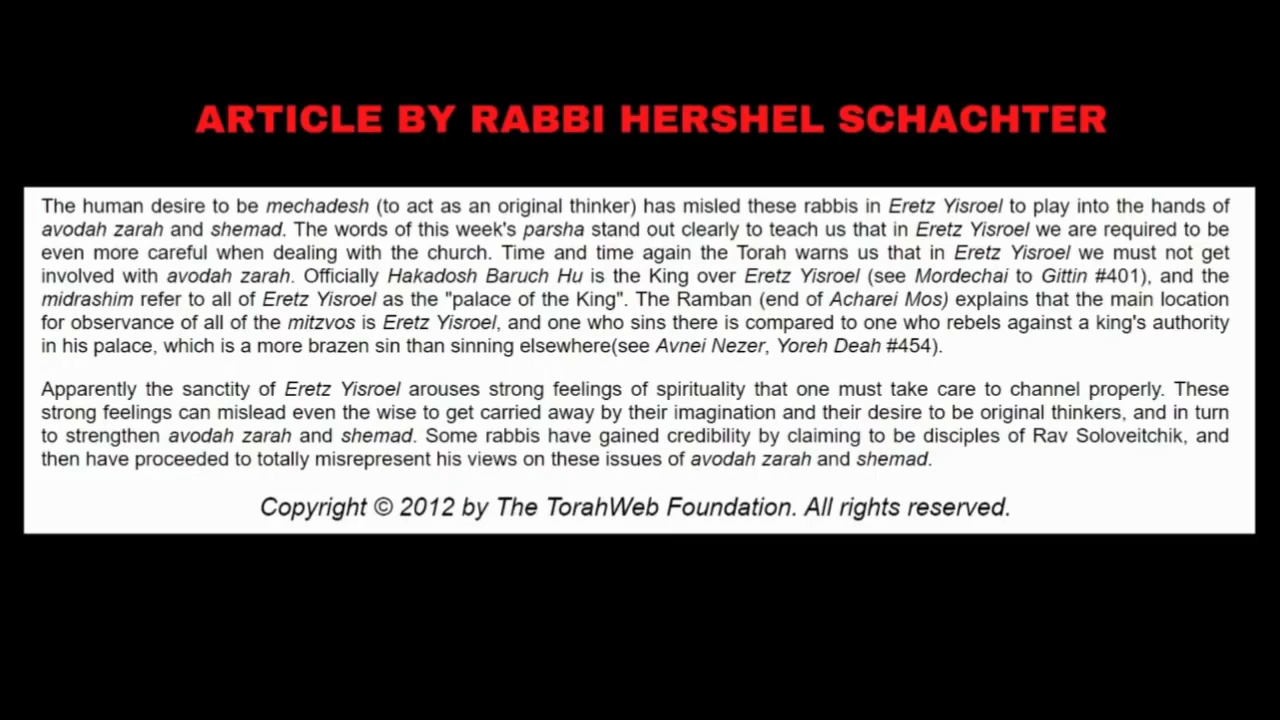 ARTICLE BY RABBI HERSHEL SCHACHTER
The human desire to be mechadesh (to act as an original thinker) has misled these rabbis in Eretz Yisroel to play into the hands of
avodah zarah and shemad. The words of this week's parsha stand out clearly to teach us that in Eretz Yisroel we are required to be
even more careful when dealing with the church. Time and time again the Torah warns us that in Eretz Yisroel we must not get
involved with avodah zarah. Officially Hakadosh Baruch Hu is the King over Eretz Yisroel (see Mordechai to Gittin #401), and the
midrashim refer to all of Eretz Yisroel as the "palace of the King". The Ramban (end of Acharei Mos) explains that the main location
for observance of all of the mitzvos is Eretz Yisroel, and one who sins there is compared to one who rebels against a king's authority
in his palace, which is a more brazen sin than sinning elsewhere(see Avnei Nezer, Yoreh Deah #454).
Apparently the sanctity of Eretz Yisroel arouses strong feelings of spirituality that one must take care to channel properly. These
strong feelings can mislead even the wise to get carried away by their imagination and their desire to be original thinkers, and in turn
to strengthen avodah zarah and shemad. Some rabbis have gained credibility by claiming to be disciples of Rav Soloveitchik, and
then have proceeded to totally misrepresent his views on these issues of avodah zarah and shemad.
Copyright © 2012 by The TorahWeb Foundation. All rights reserved.